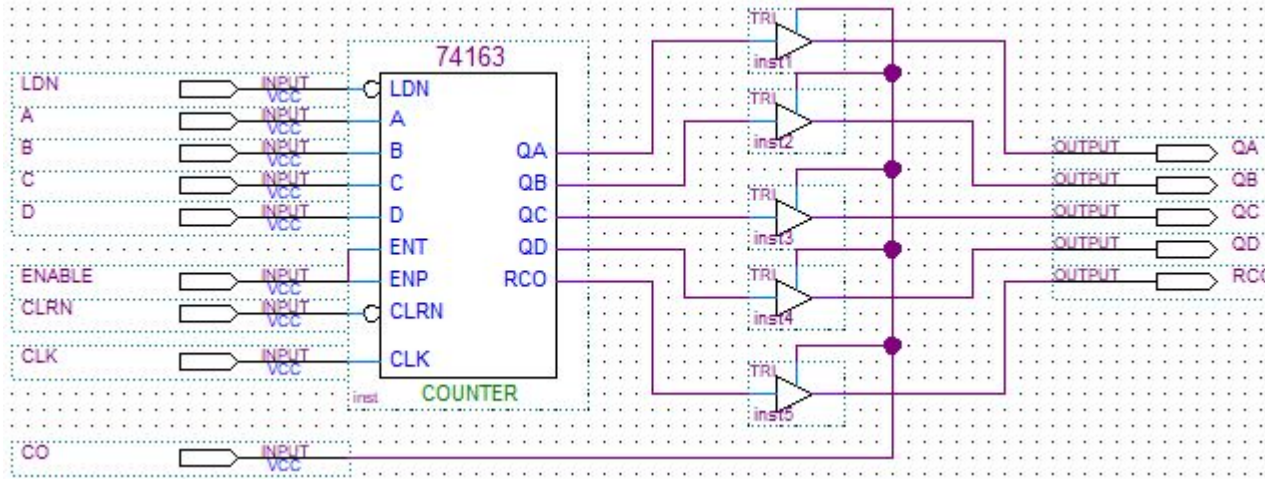 74163
LDN INPUT VCC LDN
A INPUT VCC A
B INPUT VCC B QA
C INPUT VCC C QB
D INPUT VCC D QC
ENT QD
ENABLE INPUT VCC ENP RCO
CLRN INPUT VCC CLRN
CLK INPUT VCC CLK
inst COUNTER
CO INPUT VCC
TRI
inst1
TRI
inst2
TRI
inst3
TRI
inst4
TRI
inst5
OUTPUT QA
OUTPUT QB
OUTPUT QC
OUTPUT QD
OUTPUT RCO